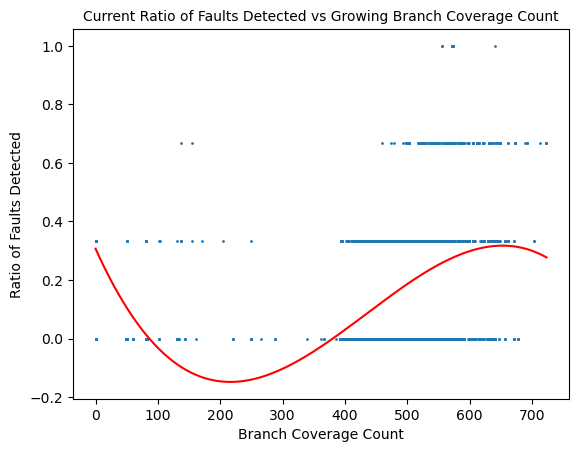 Current Ratio of Faults Detected vs Growing Branch Coverage Count
Ratio of Faults Detected
1.0
0.8
0.6
0.4
0.2
0.0
−0.2
0 100 200 300 400 500 600 700
Branch Coverage Count